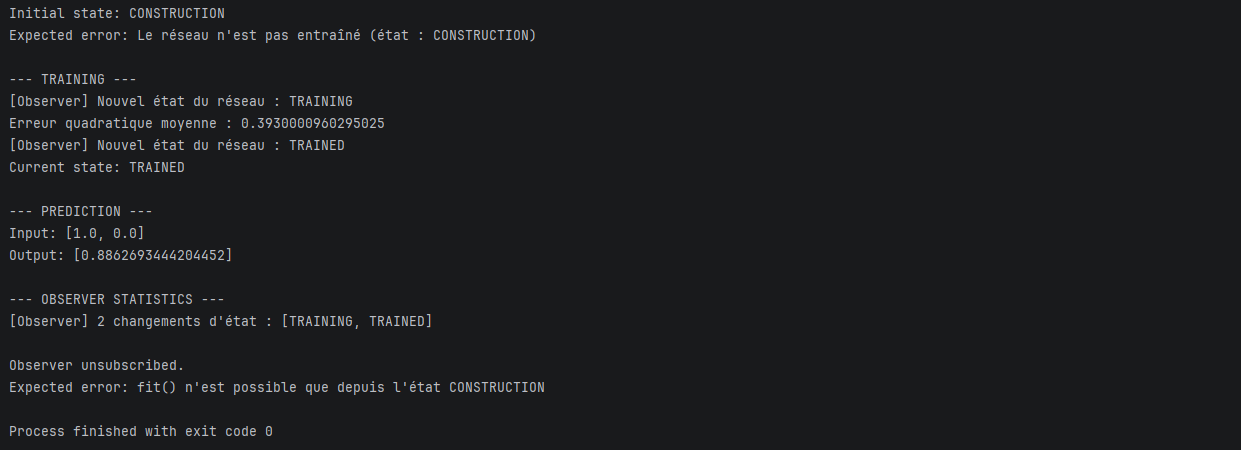 Initial state: CONSTRUCTION
Expected error: Le réseau n'est pas entraîné (état : CONSTRUCTION)
--- TRAINING ---
[Observer] Nouvel état du réseau : TRAINING
Erreur quadratique moyenne : 0.3930000960295025
[Observer] Nouvel état du réseau : TRAINED
Current state: TRAINED
--- PREDICTION ---
Input: [1.0, 0.0]
Output: [0.8862693444204452]
--- OBSERVER STATISTICS ---
[Observer] 2 changements d'état : [TRAINING, TRAINED]
Observer unsubscribed.
Expected error: fit() n'est possible que depuis l'état CONSTRUCTION
Process finished with exit code 0